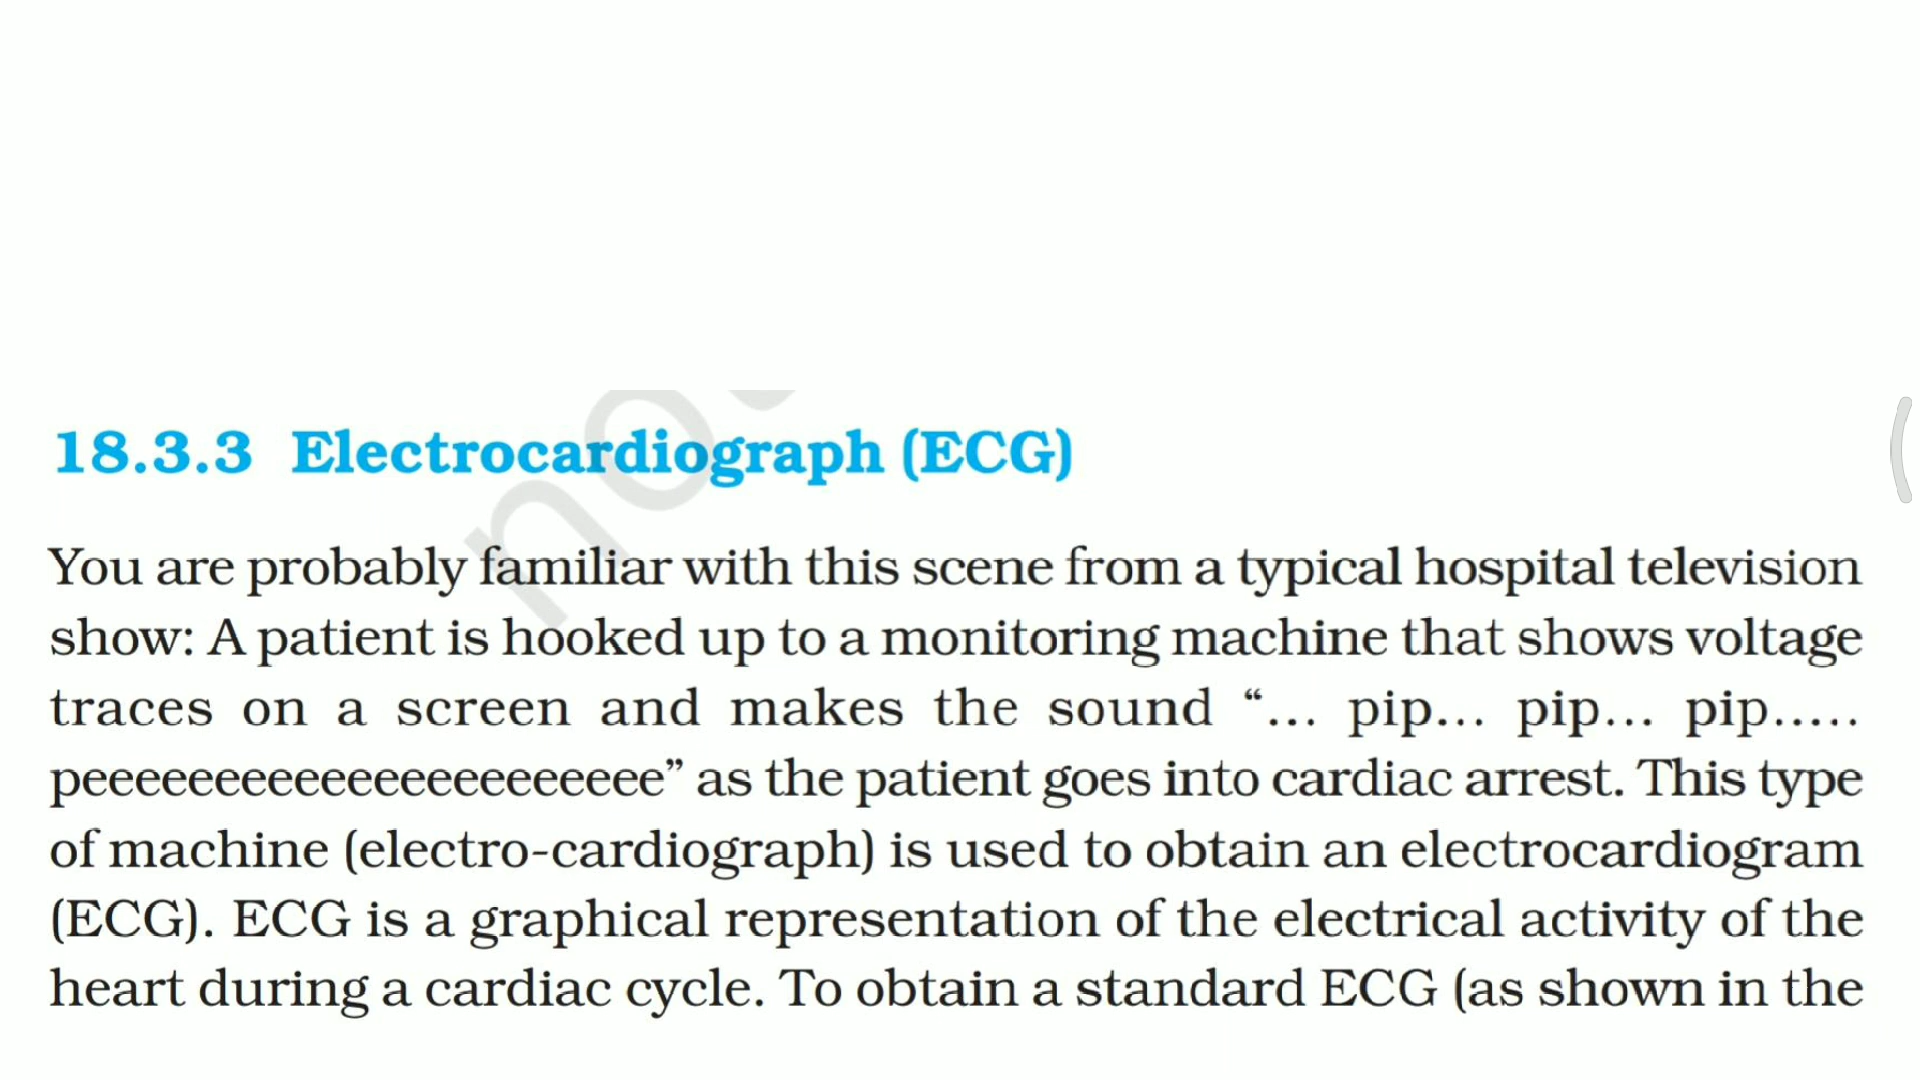 18.3.3 Electrocardiograph (ECG)
You are probably familiar with this scene from a typical hospital television
show: A patient is hooked up to a monitoring machine that shows voltage
traces on a screen and makes the sound “... pip... pip... pip.....
peeeeeeeeeeeeeeeeeeeeeee” as the patient goes into cardiac arrest. This type
of machine (electro-cardiograph) is used to obtain an electrocardiogram
(ECG). ECG is a graphical representation of the electrical activity of the
heart during a cardiac cycle. To obtain a standard ECG (as shown in the